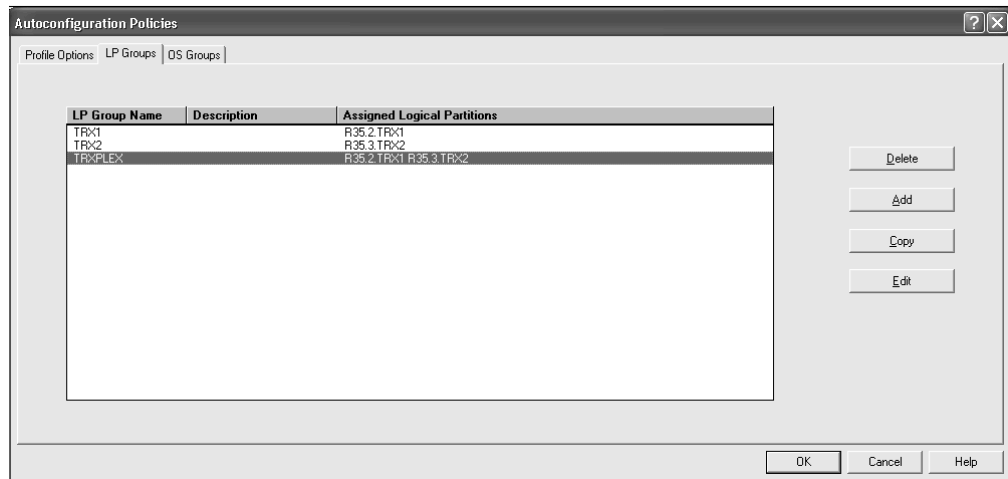 Autoconfiguration Policies
Profile Options LP Groups OS Groups
LP Group Name Description Assigned Logical Partitions
TRX1 R35.2.TRX1
TRX2 R35.3.TRX2
TRXPLEX R35.2.TRX1 R35.3.TRX2
Delete
Add
Copy
Edit
OK Cancel Help